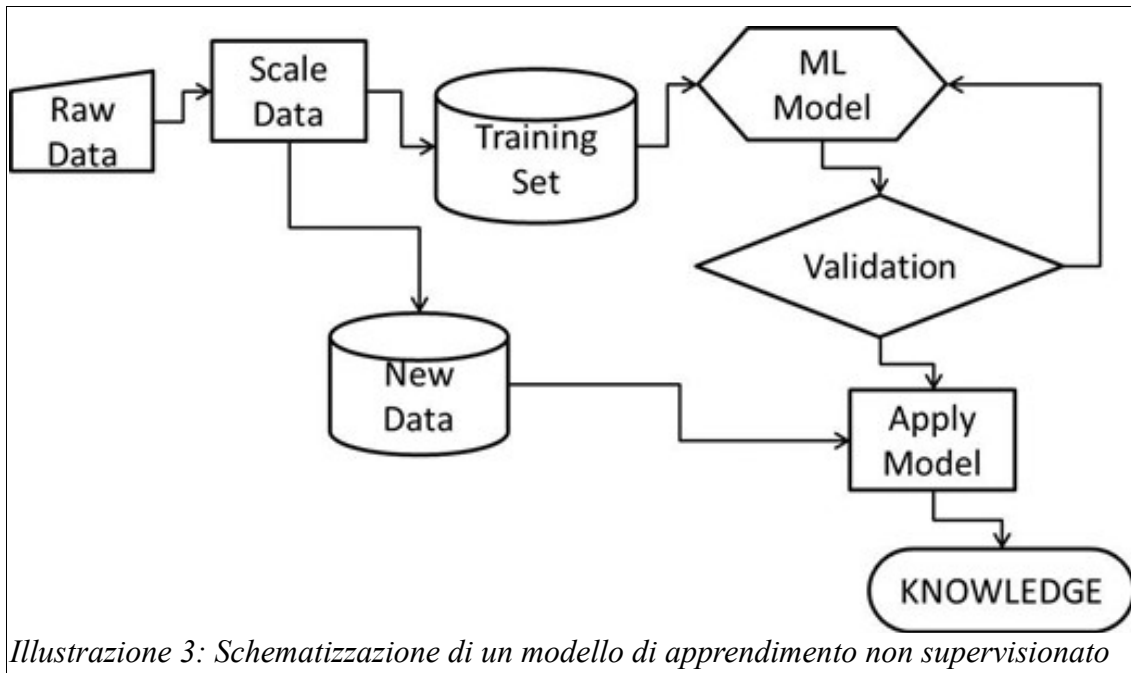 Raw
Data
Scale
Data
Training
Set
ML
Model
Validation
New
Data
Apply
Model
KNOWLEDGE
Illustrazione 3: Schematizzazione di un modello di apprendimento non supervisionato